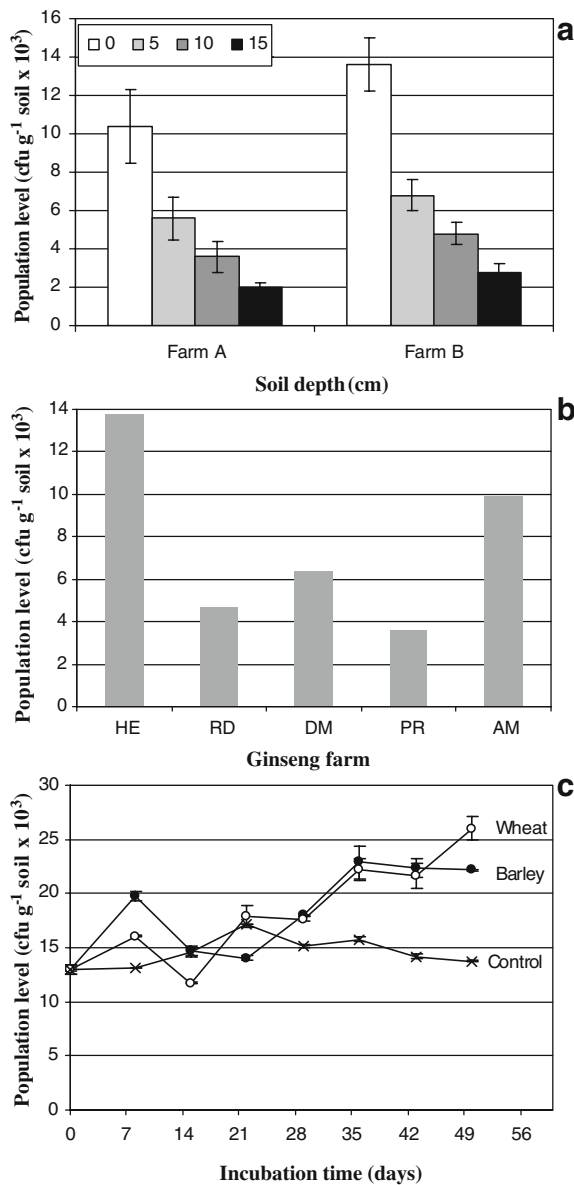 a
Population level (cfu g⁻¹ soil x 10³)
16
14
12
10
8
6
4
2
0
0 5 10 15
Farm A Farm B
Soil depth (cm)
b
Population level (cfu g⁻¹ soil x 10³)
14
12
10
8
6
4
2
0
HE RD DM PR AM
Ginseng farm
c
Population level (cfu g⁻¹ soil x 10³)
30
25
20
15
10
5
0
Wheat
Barley
Control
0 7 14 21 28 35 42 49 56
Incubation time (days)